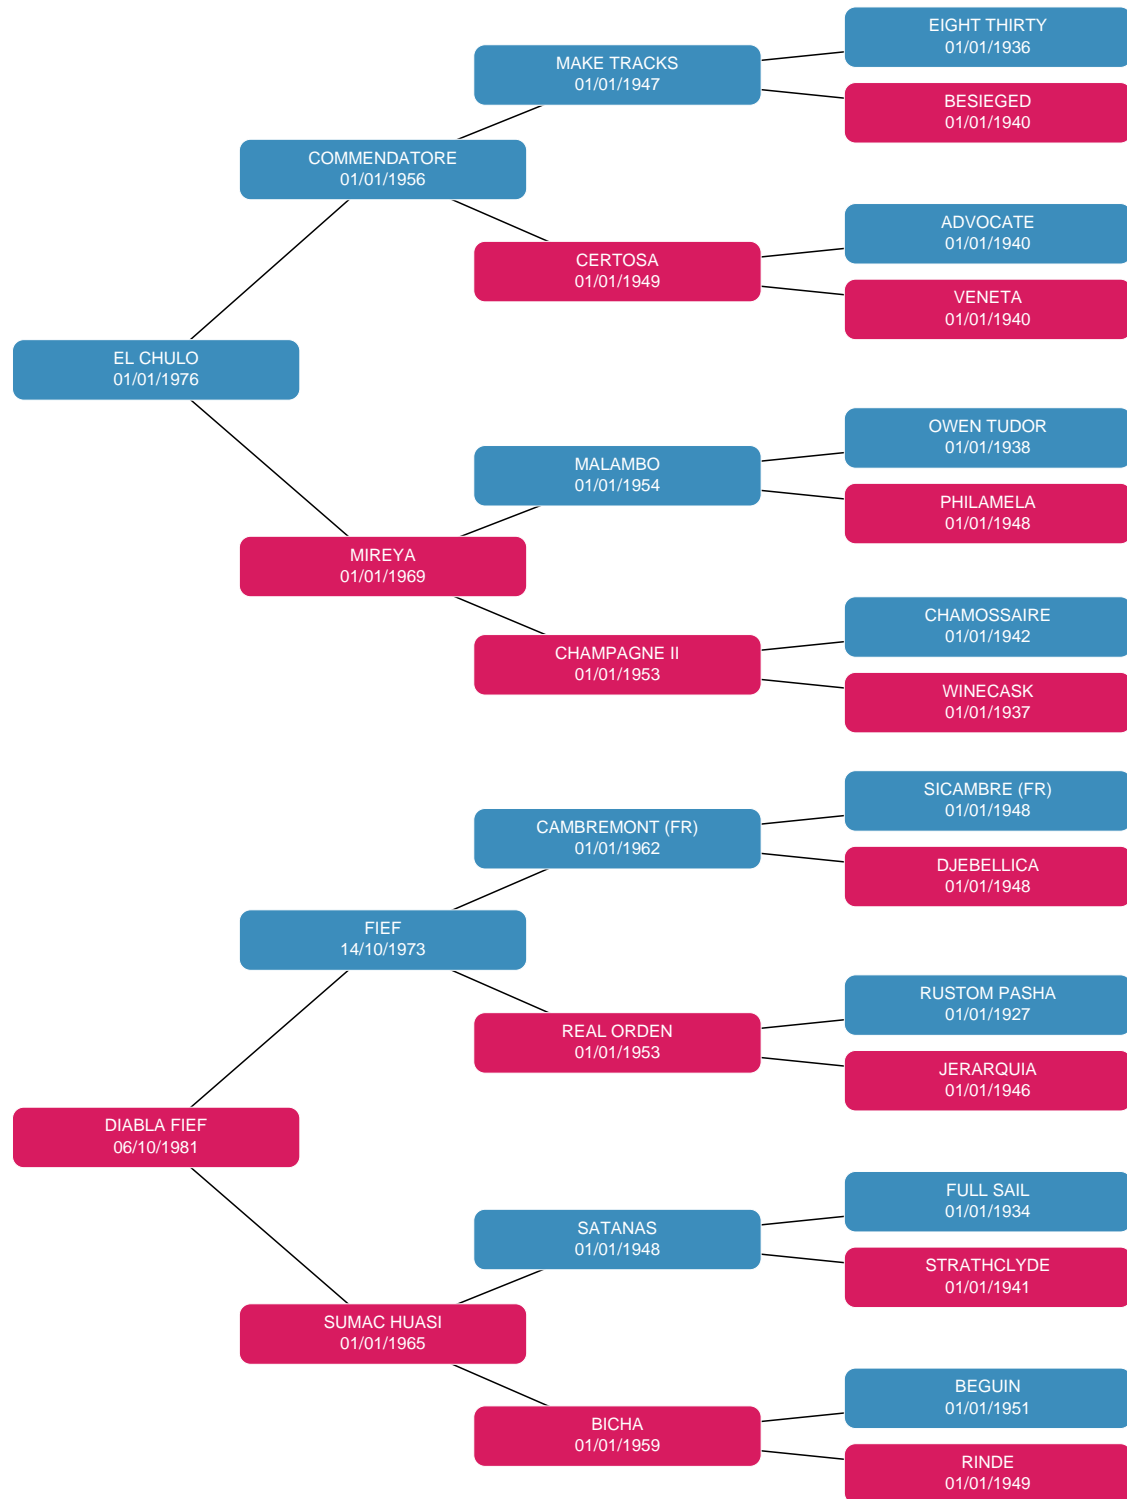 EIGHT THIRTY
01/01/1936
MAKE TRACKS
01/01/1947
BESIEGED
01/01/1940
COMMENDATORE
01/01/1956
ADVOCATE
01/01/1940
CERTOSA
01/01/1949
VENETA
01/01/1940
EL CHULO
01/01/1976
OWEN TUDOR
01/01/1938
MALAMBO
01/01/1954
PHILAMELA
01/01/1948
MIREYA
01/01/1969
CHAMOSSAIRE
01/01/1942
CHAMPAGNE II
01/01/1953
WINECASK
01/01/1937
SICAMBRE (FR)
01/01/1948
CAMBREMONT (FR)
01/01/1962
DJEBELLICA
01/01/1948
FIEF
14/10/1973
RUSTOM PASHA
01/01/1927
REAL ORDEN
01/01/1953
JERARQUIA
01/01/1946
DIABLA FIEF
06/10/1981
FULL SAIL
01/01/1934
SATANAS
01/01/1948
STRATHCLYDE
01/01/1941
SUMAC HUASI
01/01/1965
BEGUIN
01/01/1951
BICHA
01/01/1959
RINDE
01/01/1949